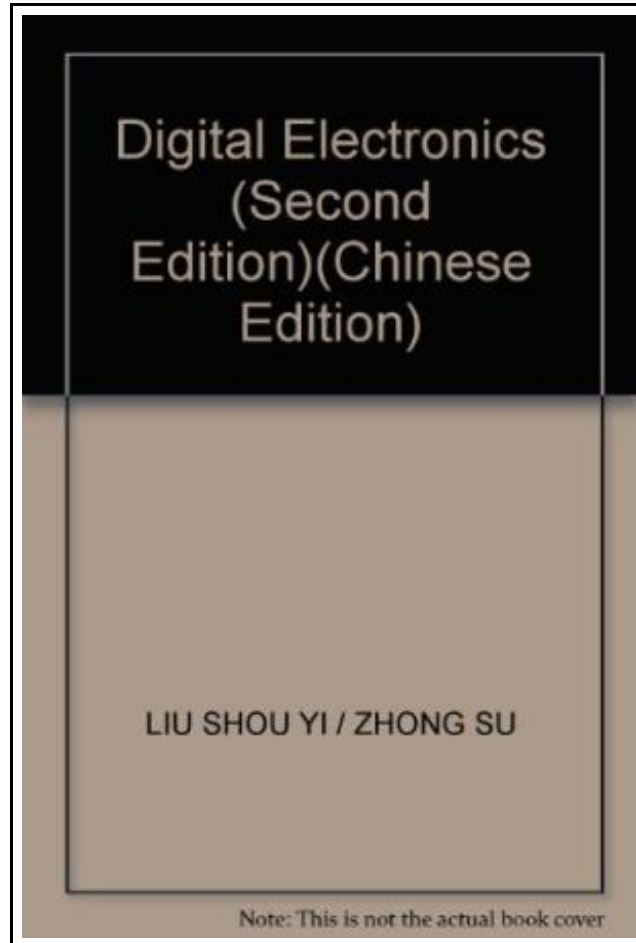 Digital Electronics
(Second
Edition)(Chinese
Edition)
LIU SHOU YI / ZHONG SU
Note: This is not the actual book cover